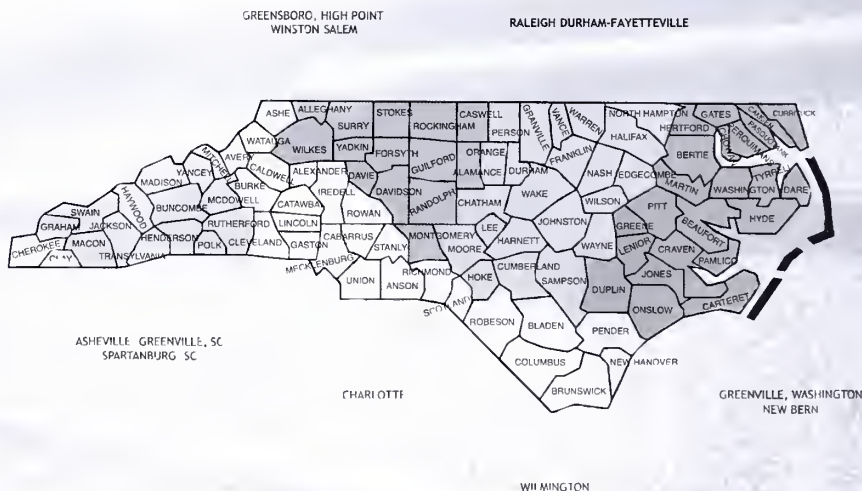 GREENSBORO, HIGH POINT
WINSTON SALEM
RALEIGH DURHAM-FAYETTEVILLE
ASHE
ALLEGHANY
SURRY
STOKES
ROCKINGHAM
CASWELL
PERSON
GRANVILLE
VANCE
WARREN
NORTH HAMPTON
HALIFAX
HERTFORD
GATES
CAMDEN
CURRITUCK
PASQUOTANK
PERQUIMANS
WATAUGA
WILKES
YADKIN
FORSYTH
GUILFORD
ORANGE
ALAMANCE
DURHAM
FRANKLIN
NASH
EDGECOMBE
BERTIE
MARTIN
WASHINGTON
TYRRELL
DARE
MITCHELL
AVERY
CALDWELL
ALEXANDER
DAVIE
IREDELL
DAVIDSON
RANDOLPH
CHATHAM
WAKE
WILSON
PITT
BEAUFORT
HYDE
MADISON
YANCEY
BURKE
CATAWBA
ROWAN
HAYWOOD
BUNCOMBE
MCDOWELL
SWAIN
GRAHAM
JACKSON
HENDERSON
RUTHERFORD
LINCOLN
CABARRUS
STANLY
MONTGOMERY
MOORE
LEE
HARNETT
JOHNSTON
WAYNE
GREENE
LENIOR
CRAVEN
PAMLICO
CHEROKEE
CLAY
MACON
TRANSYLVANIA
POLK
CLEVELAND
GASTON
MECKLENBURG
UNION
ANSON
RICHMOND
SCOTLAND
HOKE
CUMBERLAND
SAMPSON
DUPLIN
JONES
ONSLOW
CARTERET
ROBESON
BLADEN
PENDER
COLUMBUS
NEW HANOVER
BRUNSWICK
ASHEVILLE GREENVILLE, SC
SPARTANBURG SC
CHARLOTTE
GREENVILLE, WASHINGTON
NEW BERN
WILMINGTON